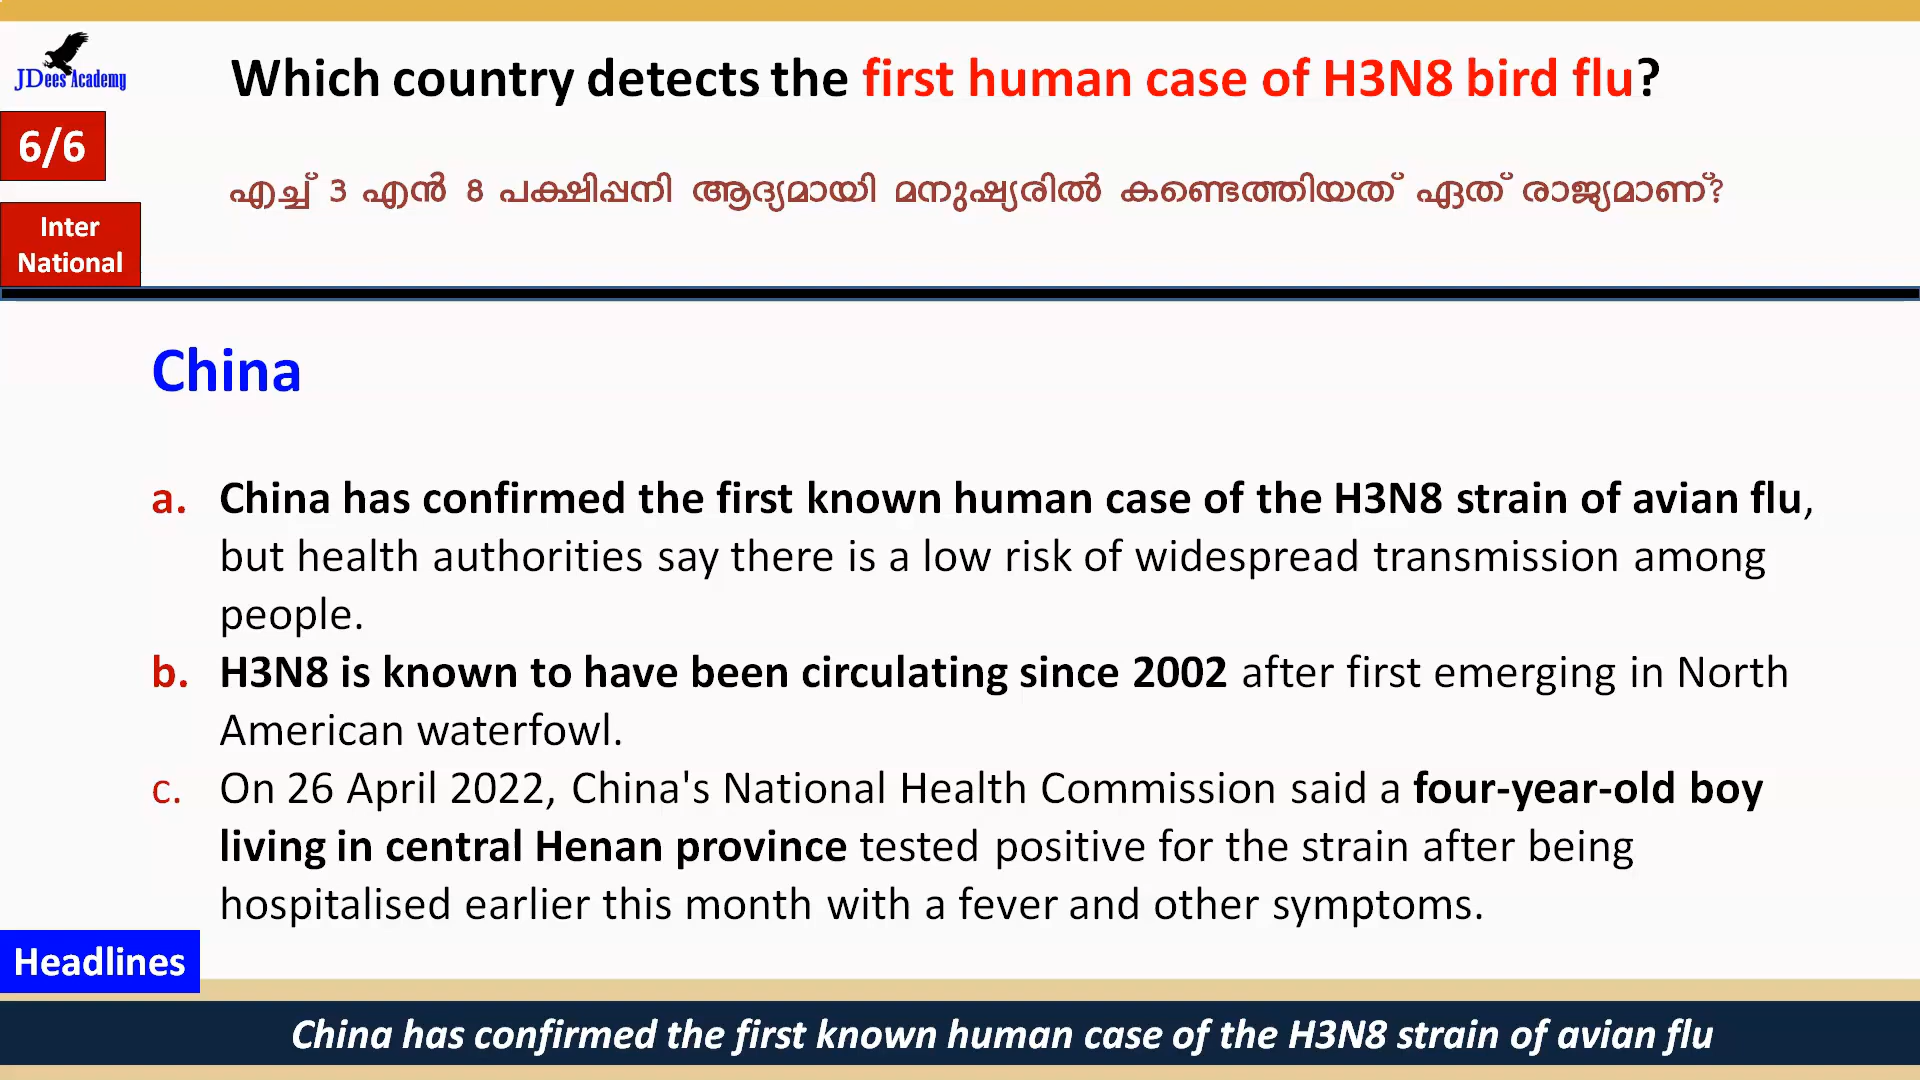 JDees Academy
Which country detects the first human case of H3N8 bird flu?
6/6
എച്ച് 3 എൻ 8 പക്ഷിപ്പനി ആദ്യമായി മനുഷ്യരിൽ കണ്ടെത്തിയത് ഏത് രാജ്യമാണ്?
Inter
National
China
a. China has confirmed the first known human case of the H3N8 strain of avian flu,
but health authorities say there is a low risk of widespread transmission among
people.
b. H3N8 is known to have been circulating since 2002 after first emerging in North
American waterfowl.
c. On 26 April 2022, China's National Health Commission said a four-year-old boy
living in central Henan province tested positive for the strain after being
hospitalised earlier this month with a fever and other symptoms.
Headlines
China has confirmed the first known human case of the H3N8 strain of avian flu